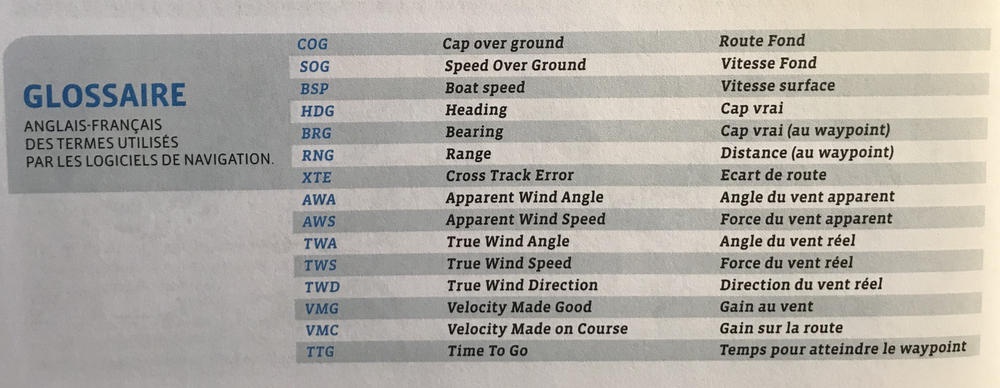 GLOSSAIRE
ANGLAIS-FRANÇAIS
DES TERMES UTILISÉS
PAR LES LOGICIELS DE NAVIGATION.
COG Cap over ground Route Fond
SOG Speed Over Ground Vitesse Fond
BSP Boat speed Vitesse surface
HDG Heading Cap vrai
BRG Bearing Cap vrai (au waypoint)
RNG Range Distance (au waypoint)
XTE Cross Track Error Ecart de route
AWA Apparent Wind Angle Angle du vent apparent
AWS Apparent Wind Speed Force du vent apparent
TWA True Wind Angle Angle du vent réel
TWS True Wind Speed Force du vent réel
TWD True Wind Direction Direction du vent réel
VMG Velocity Made Good Gain au vent
VMC Velocity Made on Course Gain sur la route
TTG Time To Go Temps pour atteindre le waypoint